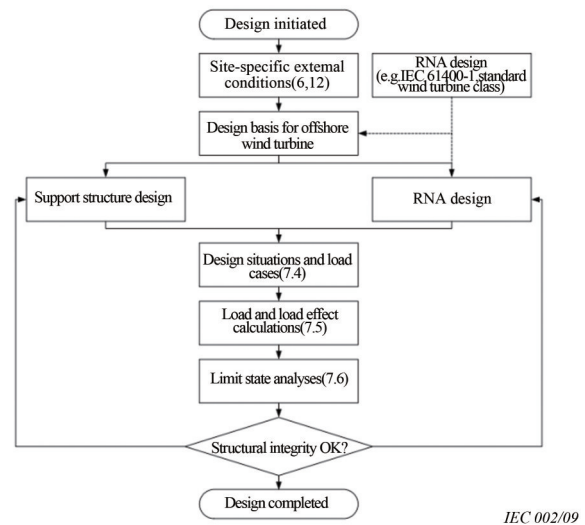 Design initiated
Site-specific extemal
conditions(6,12)
RNA design
(e.g.IEC 61400-1,standard
wind turbine class)
Design basis for offshore
wind turbine
Support structure design
RNA design
Design situations and load
cases(7.4)
Load and load effect
calculations(7.5)
Limit state analyses(7.6)
Structural integrity OK?
Design completed
IEC 002/09